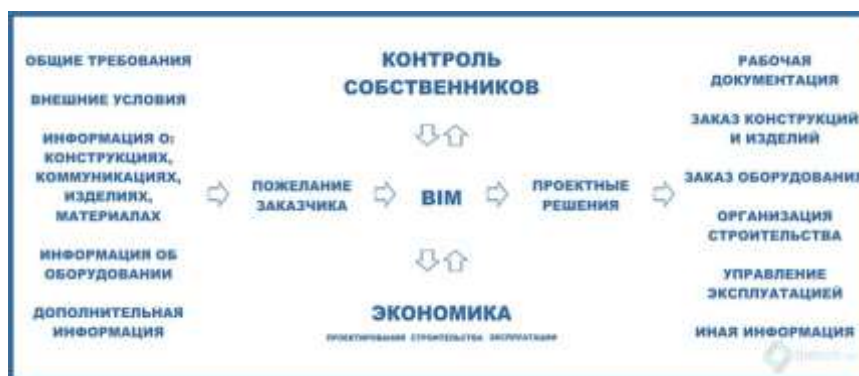 ОБЩИЕ ТРЕБОВАНИЯ
ВНЕШНИЕ УСЛОВИЯ
ИНФОРМАЦИЯ О:
КОНСТРУКЦИЯХ,
КОММУНИКАЦИЯХ,
ИЗДЕЛИЯХ,
МАТЕРИАЛАХ
ИНФОРМАЦИЯ ОБ
ОБОРУДОВАНИИ
ДОПОЛНИТЕЛЬНАЯ
ИНФОРМАЦИЯ
ПОЖЕЛАНИЕ
ЗАКАЗЧИКА
КОНТРОЛЬ
СОБСТВЕННИКОВ
BIM
ЭКОНОМИКА
ПРОЕКТИРОВАНИЯ СТРОИТЕЛЬСТВА ЭКСПЛУАТАЦИИ
ПРОЕКТНЫЕ
РЕШЕНИЯ
РАБОЧАЯ
ДОКУМЕНТАЦИЯ
ЗАКАЗ КОНСТРУКЦИЙ
И ИЗДЕЛИЙ
ЗАКАЗ ОБОРУДОВАНИЯ
ОРГАНИЗАЦИЯ
СТРОИТЕЛЬСТВА
УПРАВЛЕНИЕ
ЭКСПЛУАТАЦИЕЙ
ИНАЯ ИНФОРМАЦИЯ